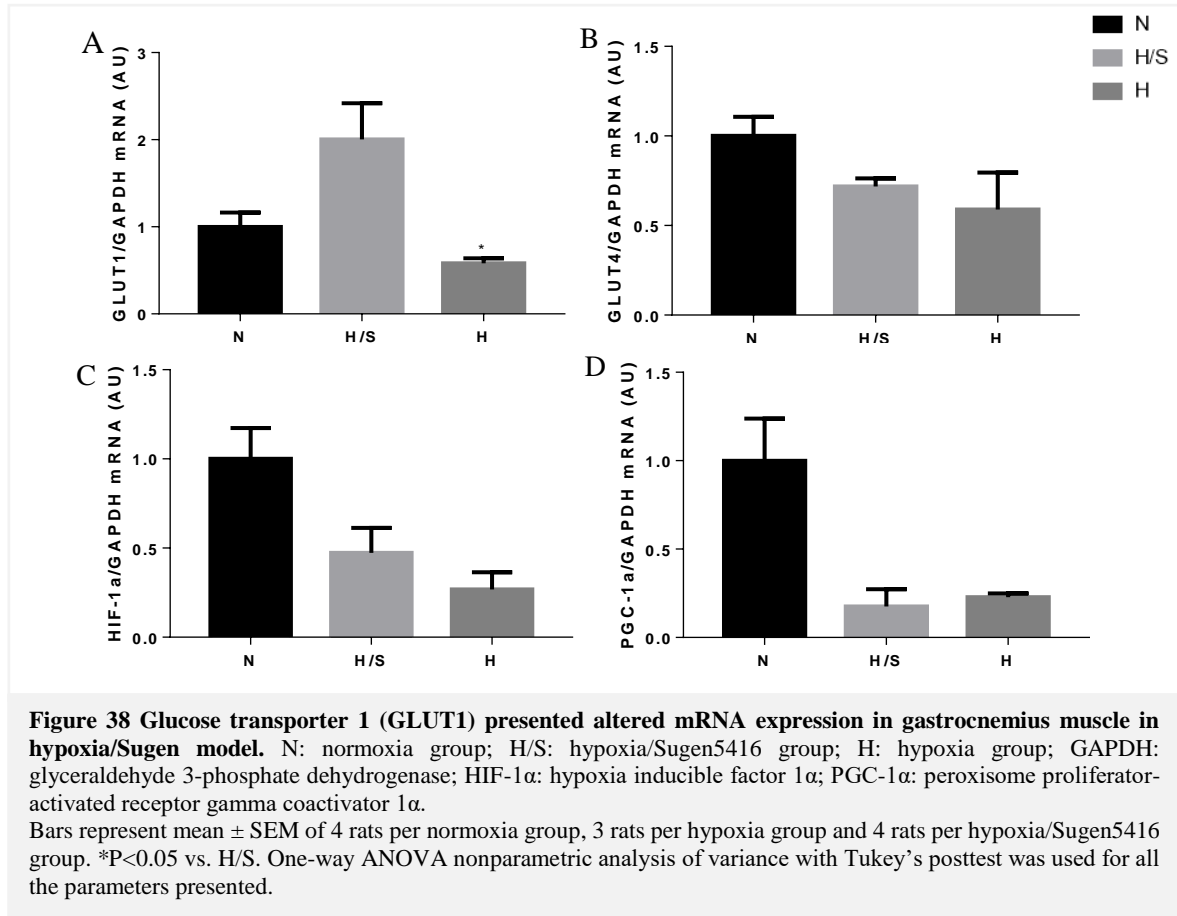 A
B
N
H/S
H
GLUT1/GAPDH mRNA (AU)
3
2
1
0
N
H/S
H
*
GLUT4/GAPDH mRNA (AU)
1.5
1.0
0.5
0.0
N
H/S
H
C
D
HIF-1a/GAPDH mRNA (AU)
1.5
1.0
0.5
0.0
N
H/S
H
PGC-1a/GAPDH mRNA (AU)
1.5
1.0
0.5
0.0
N
H/S
H
Figure 38 Glucose transporter 1 (GLUT1) presented altered mRNA expression in gastrocnemius muscle in
hypoxia/Sugen model. N: normoxia group; H/S: hypoxia/Sugen5416 group; H: hypoxia group; GAPDH:
glyceraldehyde 3-phosphate dehydrogenase; HIF-1α: hypoxia inducible factor 1α; PGC-1α: peroxisome proliferator-
activated receptor gamma coactivator 1α.
Bars represent mean ± SEM of 4 rats per normoxia group, 3 rats per hypoxia group and 4 rats per hypoxia/Sugen5416
group. *P<0.05 vs. H/S. One-way ANOVA nonparametric analysis of variance with Tukey's posttest was used for all
the parameters presented.